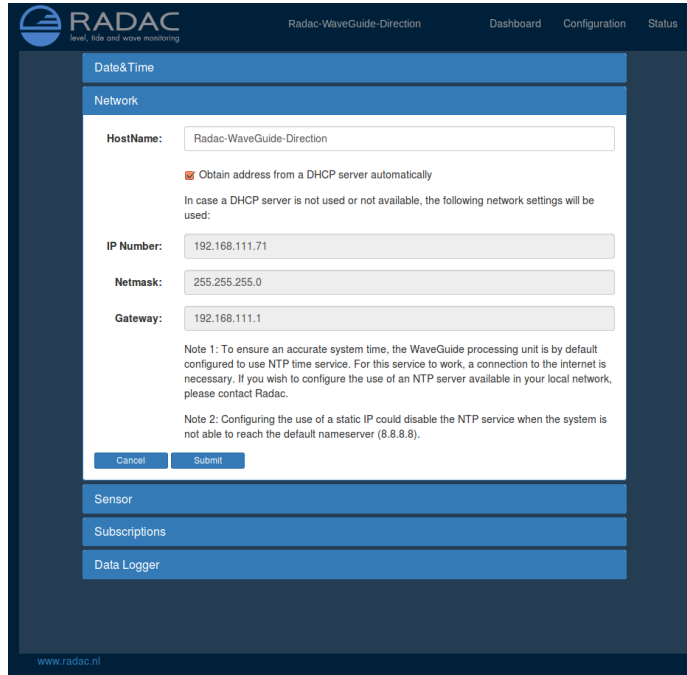 RADAC
level, tide and wave monitoring
Radac-WaveGuide-Direction Dashboard Configuration Status
Date&Time
Network
HostName: Radac-WaveGuide-Direction
Obtain address from a DHCP server automatically
In case a DHCP server is not used or not available, the following network settings will be
used:
IP Number: 192.168.111.71
Netmask: 255.255.255.0
Gateway: 192.168.111.1
Note 1: To ensure an accurate system time, the WaveGuide processing unit is by default
configured to use NTP time service. For this service to work, a connection to the internet is
necessary. If you wish to configure the use of an NTP server available in your local network,
please contact Radac.
Note 2: Configuring the use of a static IP could disable the NTP service when the system is
not able to reach the default nameserver (8.8.8.8).
Cancel Submit
Sensor
Subscriptions
Data Logger
www.radac.nl